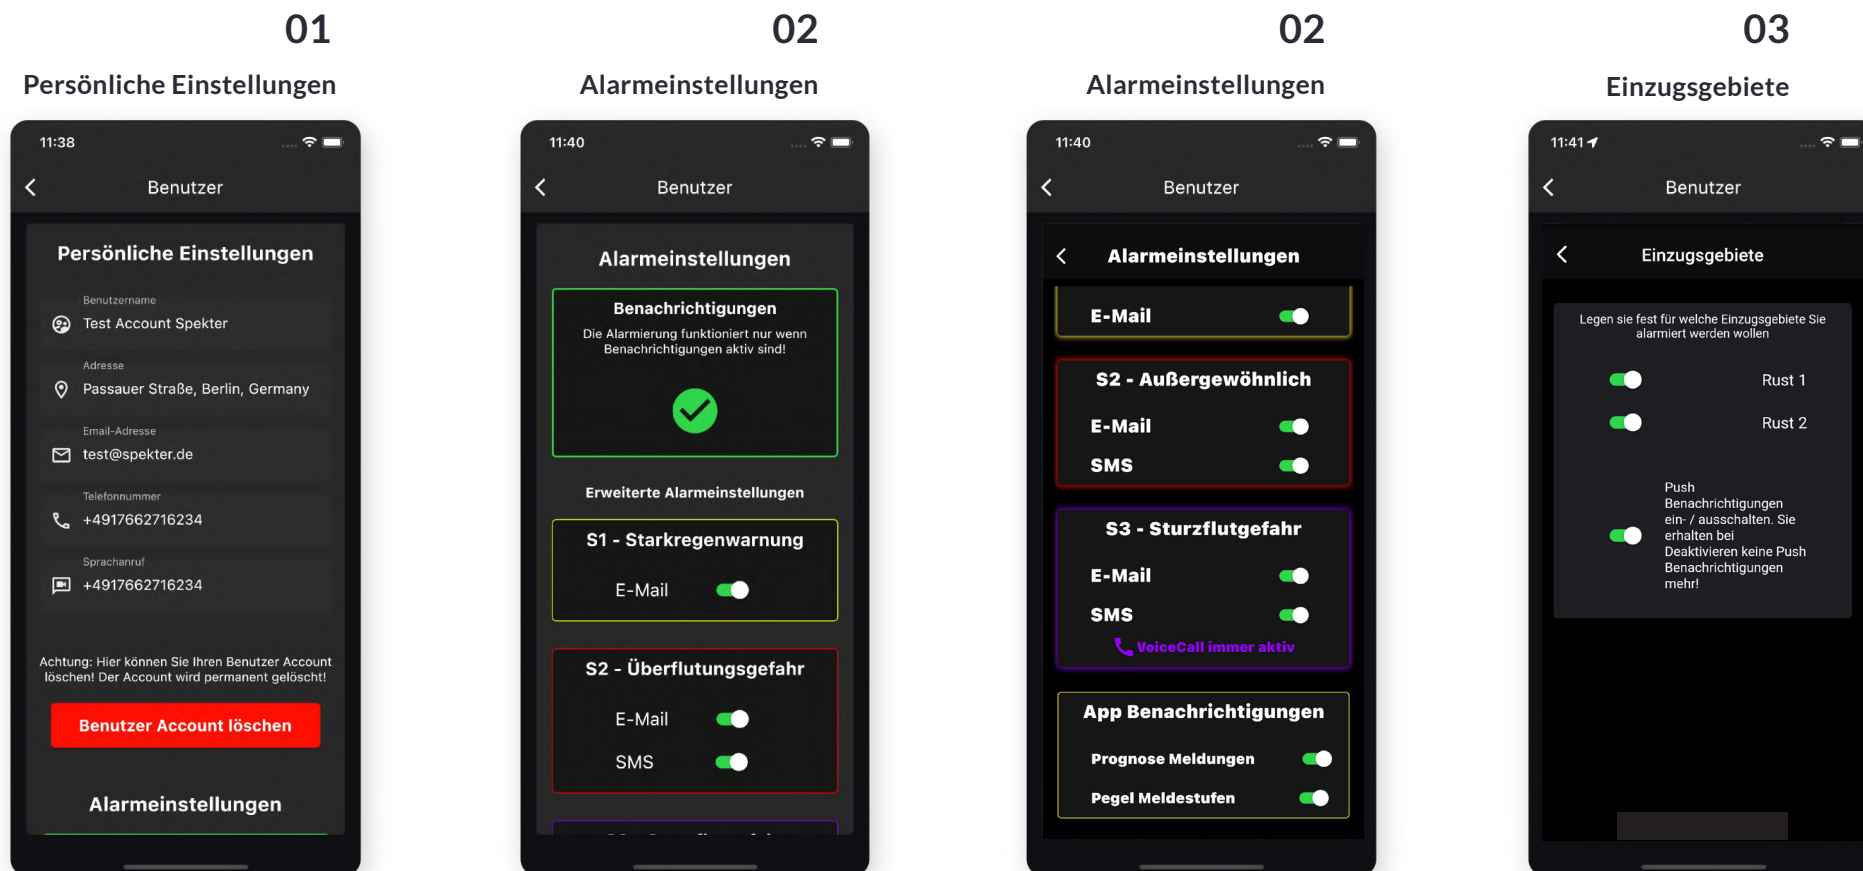 01
Persönliche Einstellungen
11:38
Benutzer
Persönliche Einstellungen
Benutzername
Test Account Spekter
Adresse
Passauer Straße, Berlin, Germany
Email-Adresse
test@spekter.de
Telefonnummer
+4917662716234
Sprachanruf
+4917662716234
Achtung: Hier können Sie Ihren Benutzer Account
löschen! Der Account wird permanent gelöscht!
Benutzer Account löschen
Alarmeinstellungen
02
Alarmeinstellungen
11:40
Benutzer
Alarmeinstellungen
Benachrichtigungen
Die Alarmierung funktioniert nur wenn
Benachrichtigungen aktiv sind!
Erweiterte Alarmeinstellungen
S1 - Starkregenwarnung
E-Mail
S2 - Überflutungsgefahr
E-Mail
SMS
02
Alarmeinstellungen
11:40
Benutzer
Alarmeinstellungen
E-Mail
S2 - Außergewöhnlich
E-Mail
SMS
S3 - Sturzflutgefahr
E-Mail
SMS
VoiceCall immer aktiv
App Benachrichtigungen
Prognose Meldungen
Pegel Meldestufen
03
Einzugsgebiete
11:41
Benutzer
Einzugsgebiete
Legen sie fest für welche Einzugsgebiete Sie
alarmiert werden wollen
Rust 1
Rust 2
Push
Benachrichtigungen
ein- / ausschalten. Sie
erhalten bei
Deaktivieren keine Push
Benachrichtigungen
mehr!